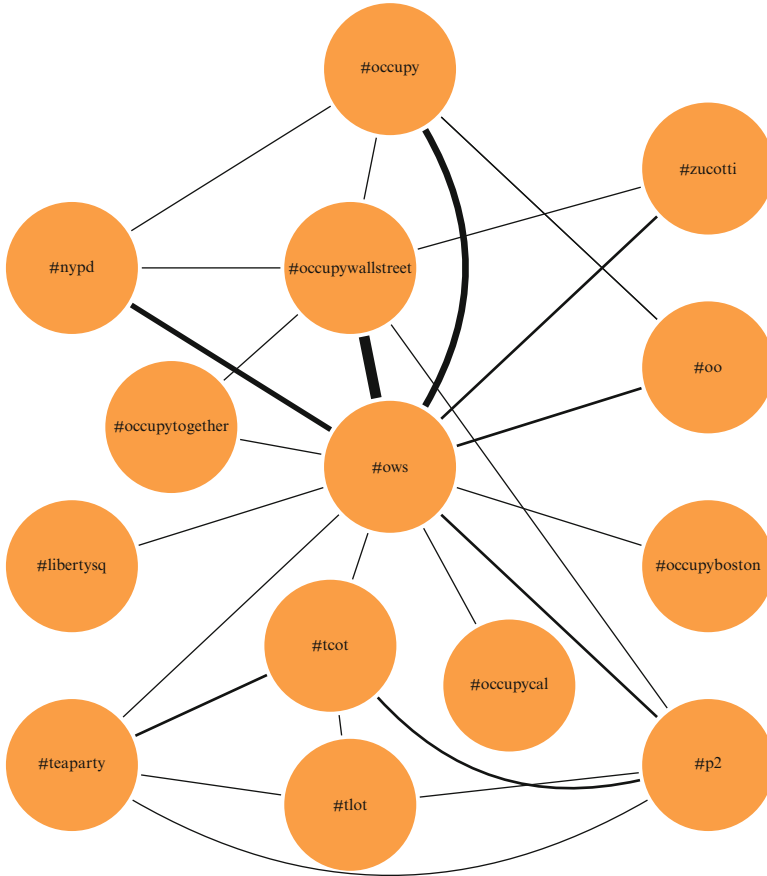 #occupy
#zucotti
#nypd
#occupywallstreet
#oo
#occupytogether
#ows
#libertysq
#occupyboston
#tcot
#occupycal
#teaparty
#p2
#tlot